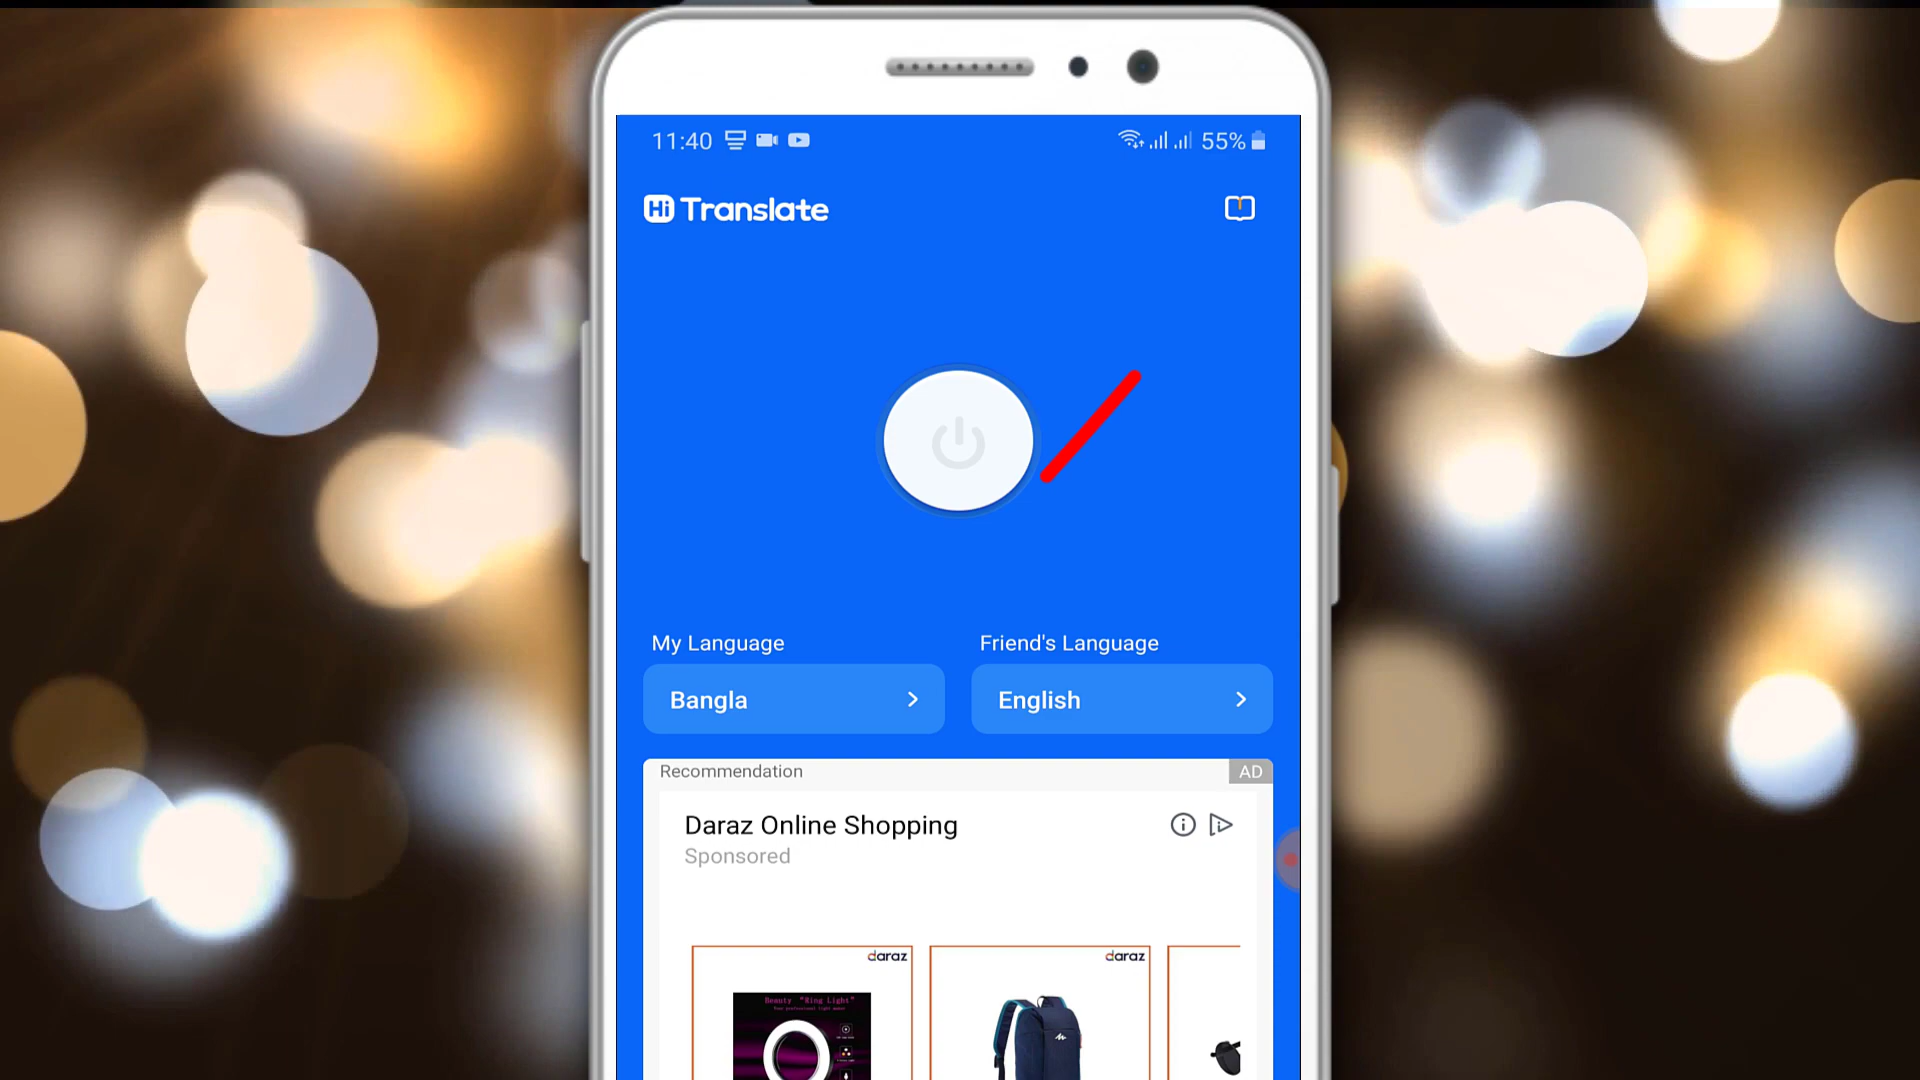 11:40
55%
Hi Translate
My Language
Friend's Language
Bangla
English
Recommendation
AD
Daraz Online Shopping
Sponsored
daraz
daraz
Beauty "Ring Light"